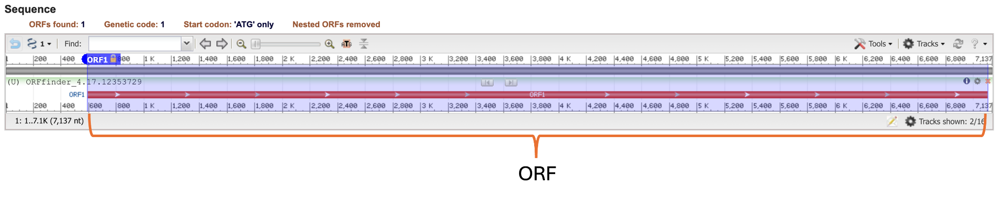 Sequence
ORFs found: 1 Genetic code: 1 Start codon: 'ATG' only Nested ORFs removed
1 Find: ATG Tools Tracks ?
1 200 400 ORF1 800 1 K 1,200 1,400 1,600 1,800 2 K 2,200 2,400 2,600 2,800 3 K 3,200 3,400 3,600 3,800 4 K 4,200 4,400 4,600 4,800 5 K 5,200 5,400 5,600 5,800 6 K 6,200 6,400 6,600 6,800 7,137
(U) ORFfinder_4.17.12353729
ORF1 ORF1
1 200 400 600 800 1 K 1,200 1,400 1,600 1,800 2 K 2,200 2,400 2,600 2,800 3 K 3,200 3,400 3,600 3,800 4 K 4,200 4,400 4,600 4,800 5 K 5,200 5,400 5,600 5,800 6 K 6,200 6,400 6,600 6,800 7,137
1: 1..7.1K (7,137 nt) Tracks shown: 2/16
ORF